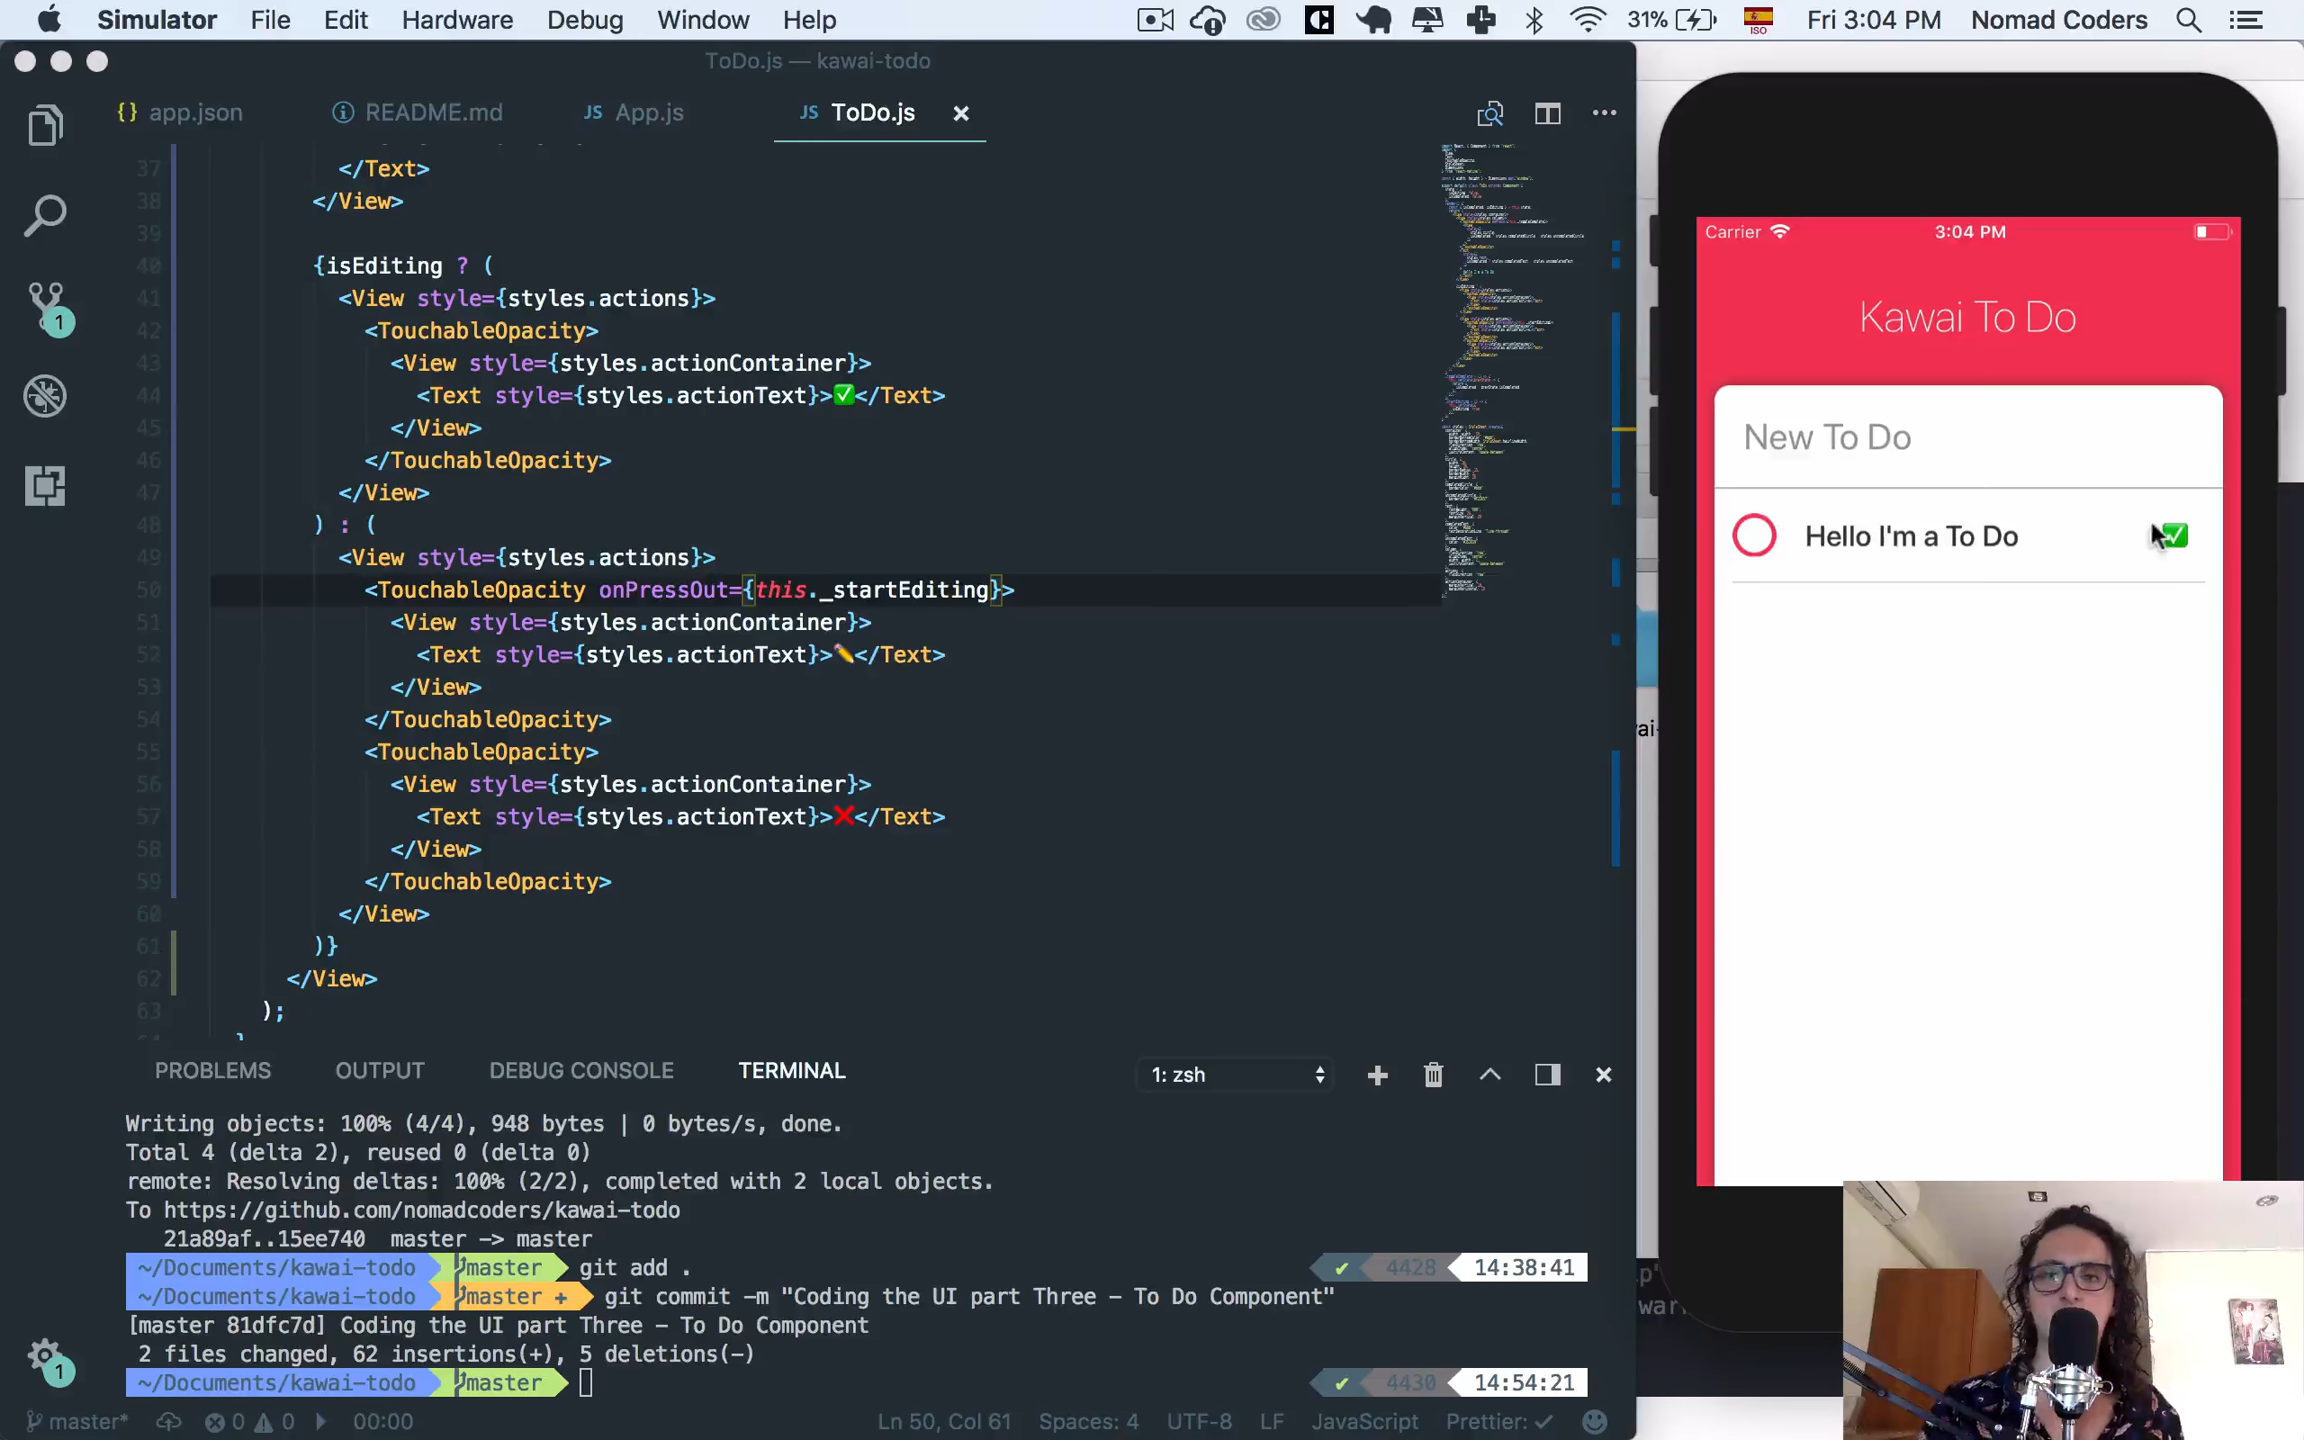 Simulator File Edit Hardware Debug Window Help 31% ISO Fri 3:04 PM Nomad Coders
ToDo.js — kawai-todo
{} app.json README.md JS App.js JS ToDo.js
37 </Text>
38 </View>
39
40 {isEditing ? (
41 <View style={styles.actions}>
42 <TouchableOpacity>
43 <View style={styles.actionContainer}>
44 <Text style={styles.actionText}>✅</Text>
45 </View>
46 </TouchableOpacity>
47 </View>
48 ) : (
49 <View style={styles.actions}>
50 <TouchableOpacity onPressOut={this._startEditing}>
51 <View style={styles.actionContainer}>
52 <Text style={styles.actionText}>✏️</Text>
53 </View>
54 </TouchableOpacity>
55 <TouchableOpacity>
56 <View style={styles.actionContainer}>
57 <Text style={styles.actionText}>❌</Text>
58 </View>
59 </TouchableOpacity>
60 </View>
61 )}
62 </View>
63 );
PROBLEMS OUTPUT DEBUG CONSOLE TERMINAL 1: zsh
Writing objects: 100% (4/4), 948 bytes | 0 bytes/s, done.
Total 4 (delta 2), reused 0 (delta 0)
remote: Resolving deltas: 100% (2/2), completed with 2 local objects.
To https://github.com/nomadcoders/kawai-todo
21a89af..15ee740 master -> master
~/Documents/kawai-todo master git add . ✔ 4428 14:38:41
~/Documents/kawai-todo master + git commit -m "Coding the UI part Three - To Do Component"
[master 81dfc7d] Coding the UI part Three - To Do Component
2 files changed, 62 insertions(+), 5 deletions(-)
~/Documents/kawai-todo master ✔ 4430 14:54:21
1
1
master* 0 0 00:00 Ln 50, Col 61 Spaces: 4 UTF-8 LF JavaScript Prettier: ✓
Carrier 3:04 PM
Kawai To Do
New To Do
Hello I'm a To Do